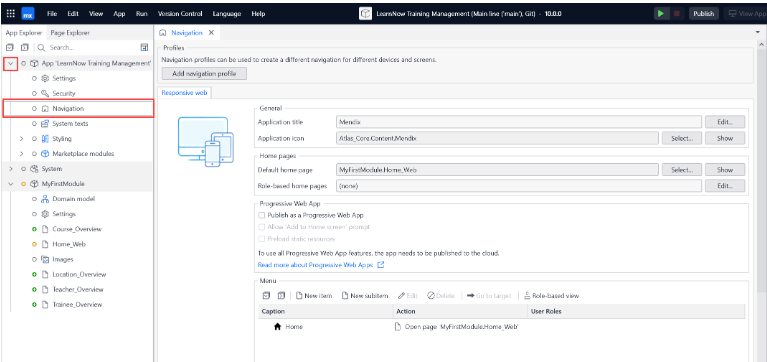 mx File Edit View App Run Version Control Language Help LearnNow Training Management (Main line ('main'), Git) - 10.0.0 Publish View App
App Explorer Page Explorer
Search...
App 'LearnNow Training Management'
Settings
Security
Navigation
System texts
Styling
Marketplace modules
System
MyFirstModule
Domain model
Settings
Course_Overview
Home_Web
Images
Location_Overview
Teacher_Overview
Trainee_Overview
Navigation
Profiles
Navigation profiles can be used to create a different navigation for different devices and screens.
Add navigation profile
Responsive web
General
Application title Mendix Edit...
Application icon Atlas_Core.Content.Mendix Select... Show
Home pages
Default home page MyFirstModule.Home_Web Select... Show
Role-based home pages (none) Edit...
Progressive Web App
Publish as a Progressive Web App
Allow 'Add to Home screen' prompt
Preload static resources
To use all Progressive Web App features, the app needs to be published to the cloud.
Read more about Progressive Web Apps
Menu
New item New subitem Edit Delete Go to target Role-based view
Caption Action User Roles
Home Open page 'MyFirstModule.Home_Web'